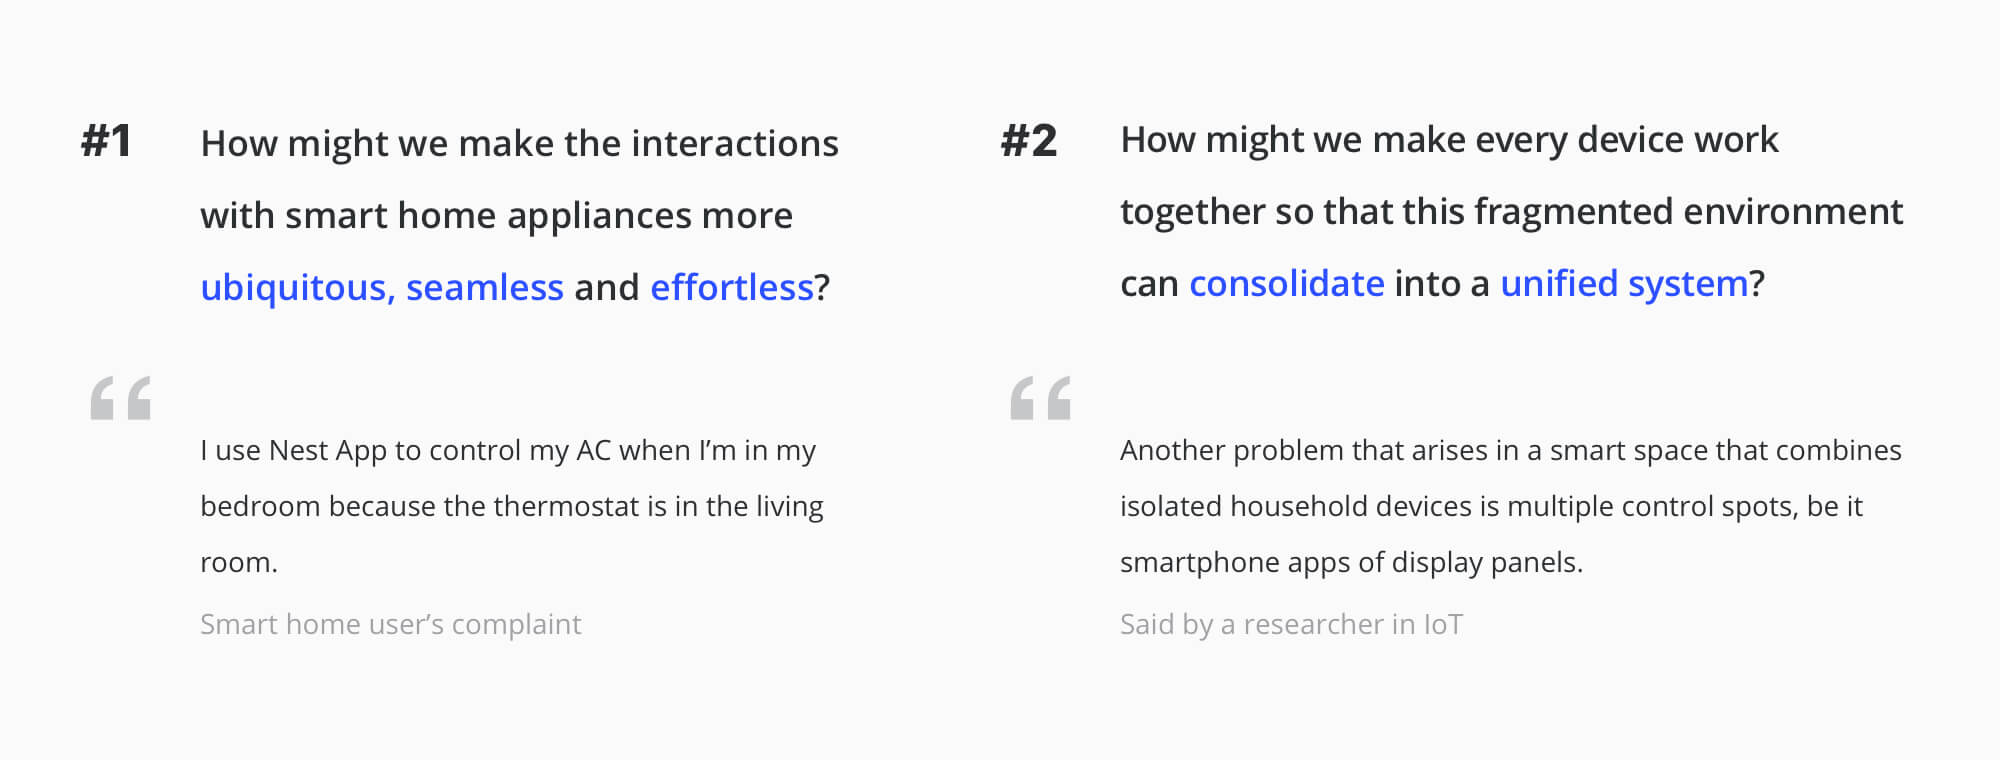 #1
How might we make the interactions
with smart home appliances more
ubiquitous, seamless and effortless?
“
I use Nest App to control my AC when I’m in my
bedroom because the thermostat is in the living
room.
Smart home user’s complaint
#2
How might we make every device work
together so that this fragmented environment
can consolidate into a unified system?
“
Another problem that arises in a smart space that combines
isolated household devices is multiple control spots, be it
smartphone apps of display panels.
Said by a researcher in IoT